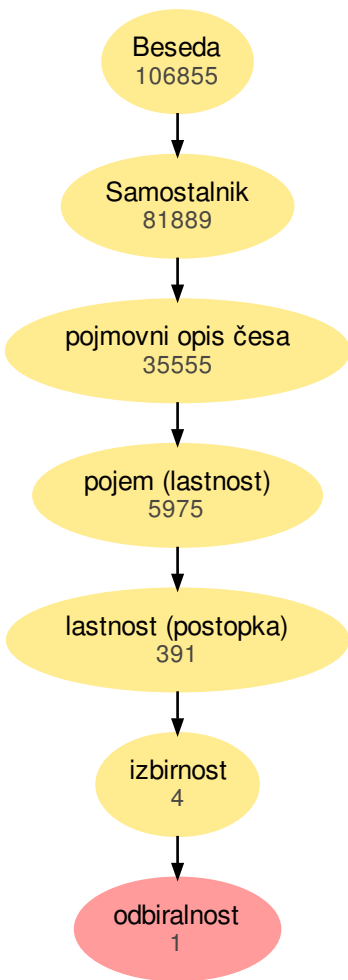 Beseda
106855
Samostalnik
81889
pojmovni opis česa
35555
pojem (lastnost)
5975
lastnost (postopka)
391
izbirnost
4
odbiralnost
1